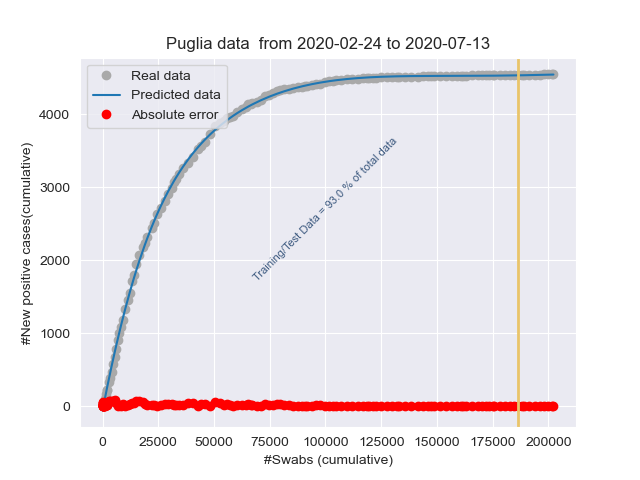 Puglia data  from 2020-02-24 to 2020-07-13
Real data
Predicted data
Absolute error
Training/Test Data = 93.0 % of total data
#New positive cases(cumulative)
4000
3000
2000
1000
0
0 25000 50000 75000 100000 125000 150000 175000 200000
#Swabs (cumulative)